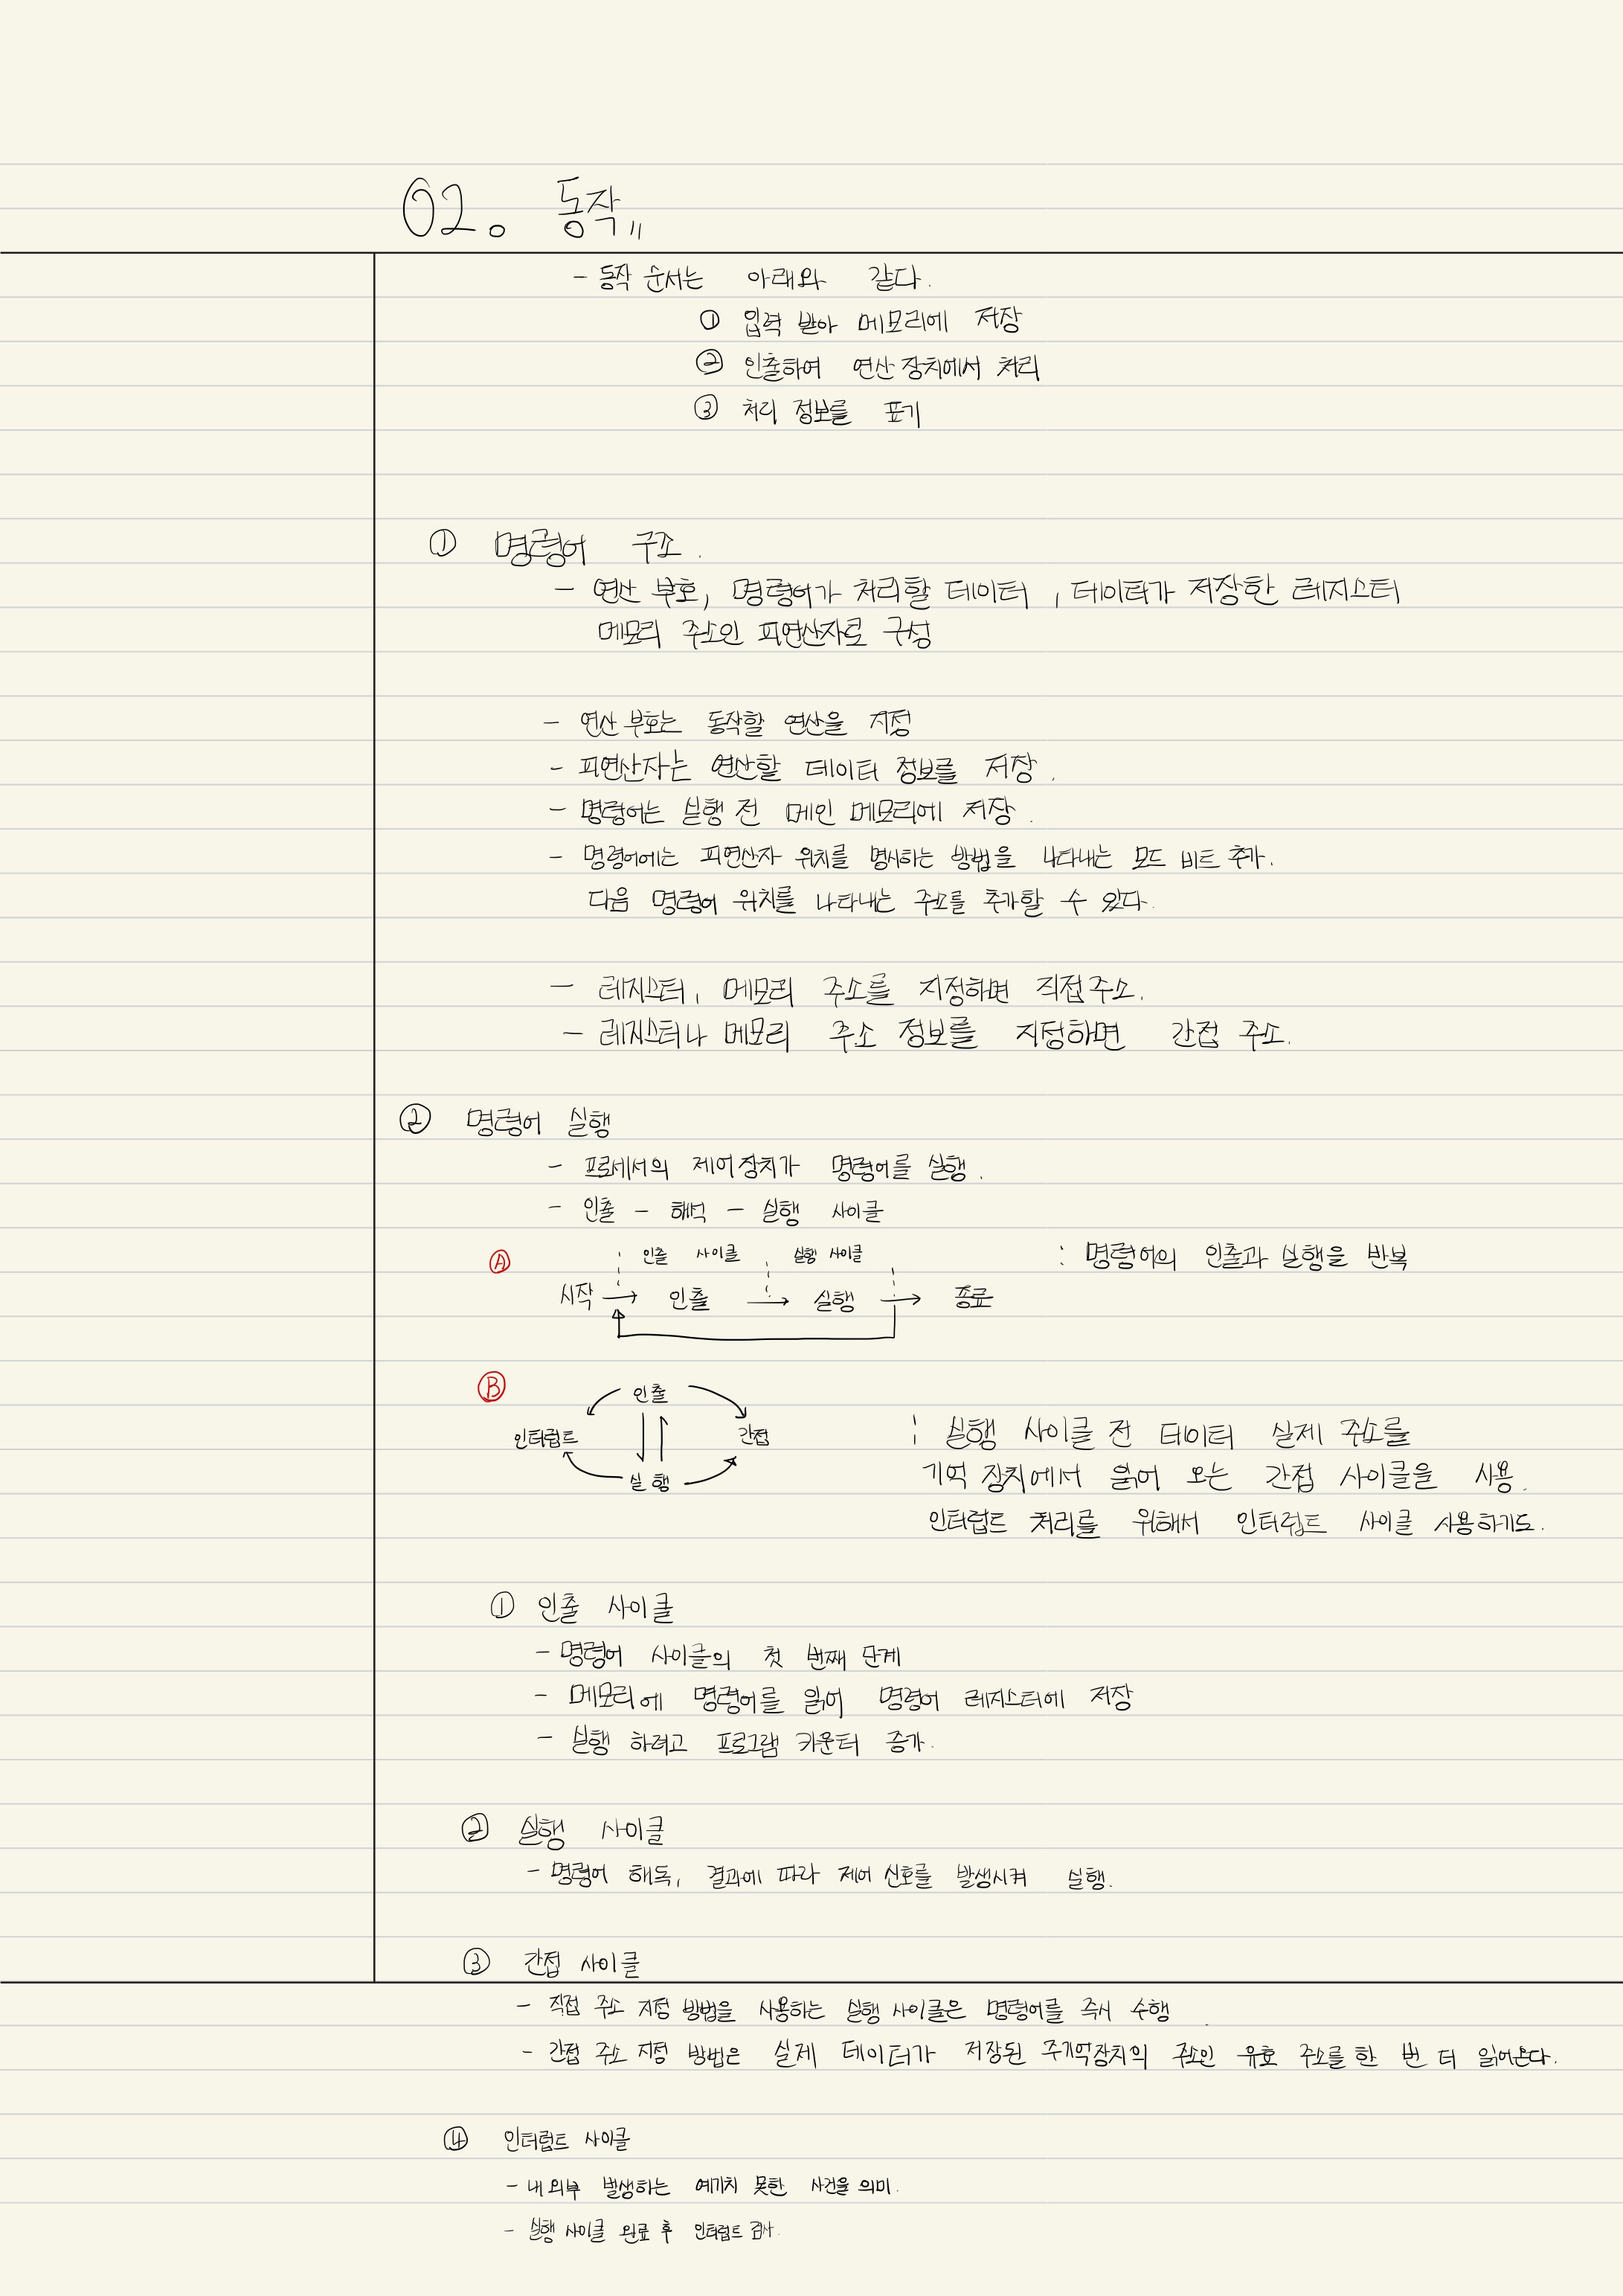 02. 동작
- 동작 순서는 아래와 같다.
① 입력 받아 메모리에 저장
② 인출하여 연산장치에서 처리
③ 처리 정보를 표기
① 명령어 구조.
- 연산 부호, 명령어가 처리할 데이터, 데이터가 저장한 레지스터
메모리 주소인 피연산자로 구성
- 연산 부호는 동작할 연산을 지정
- 피연산자는 연산할 데이터 정보를 저장.
- 명령어는 실행 전 메인 메모리에 저장.
- 명령어에는 피연산자 위치를 명시하는 방법을 나타내는 모드 비트 추가.
다음 명령어 위치를 나타내는 주소를 추가할 수 있다.
- 레지스터, 메모리 주소를 지정하면 직접주소.
- 레지스터나 메모리 주소 정보를 지정하면 간접 주소.
② 명령어 실행
- 프로세서의 제어장치가 명령어를 실행.
- 인출 - 해석 - 실행 사이클
Ⓐ 인출 사이클 실행 사이클 : 명령어의 인출과 실행을 반복
시작 → 인출 → 실행 → 종료
Ⓑ 인출
인터럽트 간접 : 실행 사이클 전 데이터 실제 주소를
실행 기억 장치에서 읽어 오는 간접 사이클을 사용.
인터럽트 처리를 위해서 인터럽트 사이클 사용하기도.
① 인출 사이클
- 명령어 사이클의 첫 번째 단계
- 메모리에 명령어를 읽어 명령어 레지스터에 저장
- 실행 하려고 프로그램 카운터 증가.
② 실행 사이클
- 명령어 해독, 결과에 따라 제어 신호를 발생시켜 실행.
③ 간접 사이클
- 직접 주소 지정 방법을 사용하는 실행 사이클은 명령어를 즉시 수행.
- 간접 주소 지정 방법은 실제 데이터가 저장된 주기억장치의 주소인 유효 주소를 한 번 더 읽어온다.
④ 인터럽트 사이클
- 내 외부 발생하는 예기치 못한 사건을 의미.
- 실행 사이클 완료 후 인터럽트 검사.